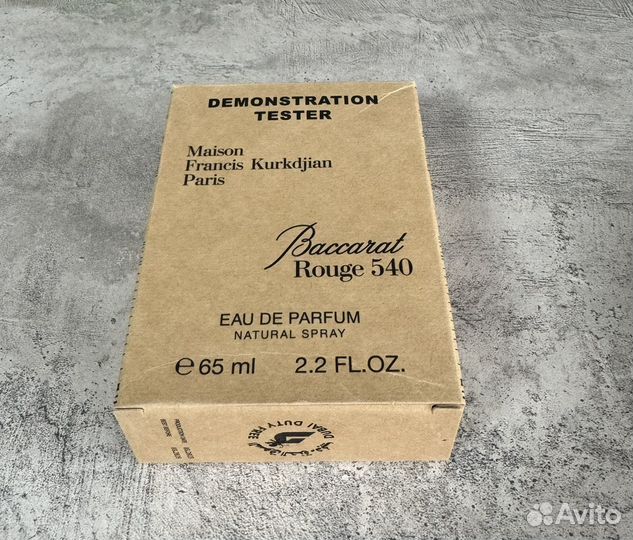 DEMONSTRATION
TESTER
Maison
Francis Kurkdjian
Paris
Baccarat
Rouge 540
EAU DE PARFUM
NATURAL SPRAY
℮ 65 ml 2.2 FL.OZ.
DUBAI DUTY FREE
Avito